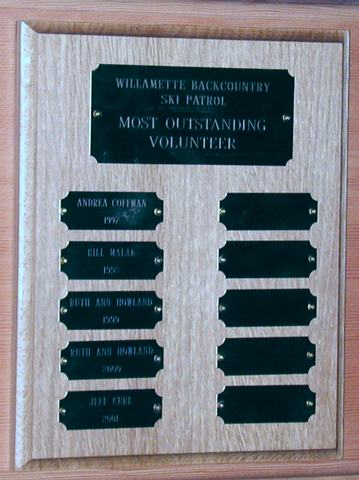 WILLAMETTE BACKCOUNTRY
SKI PATROL
MOST OUTSTANDING
VOLUNTEER
ANDREA COFFMAN
1997
BILL MALAK
1998
RUTH ANN HOWLAND
1999
RUTH ANN HOWLAND
2000
JEFF CURL
2001